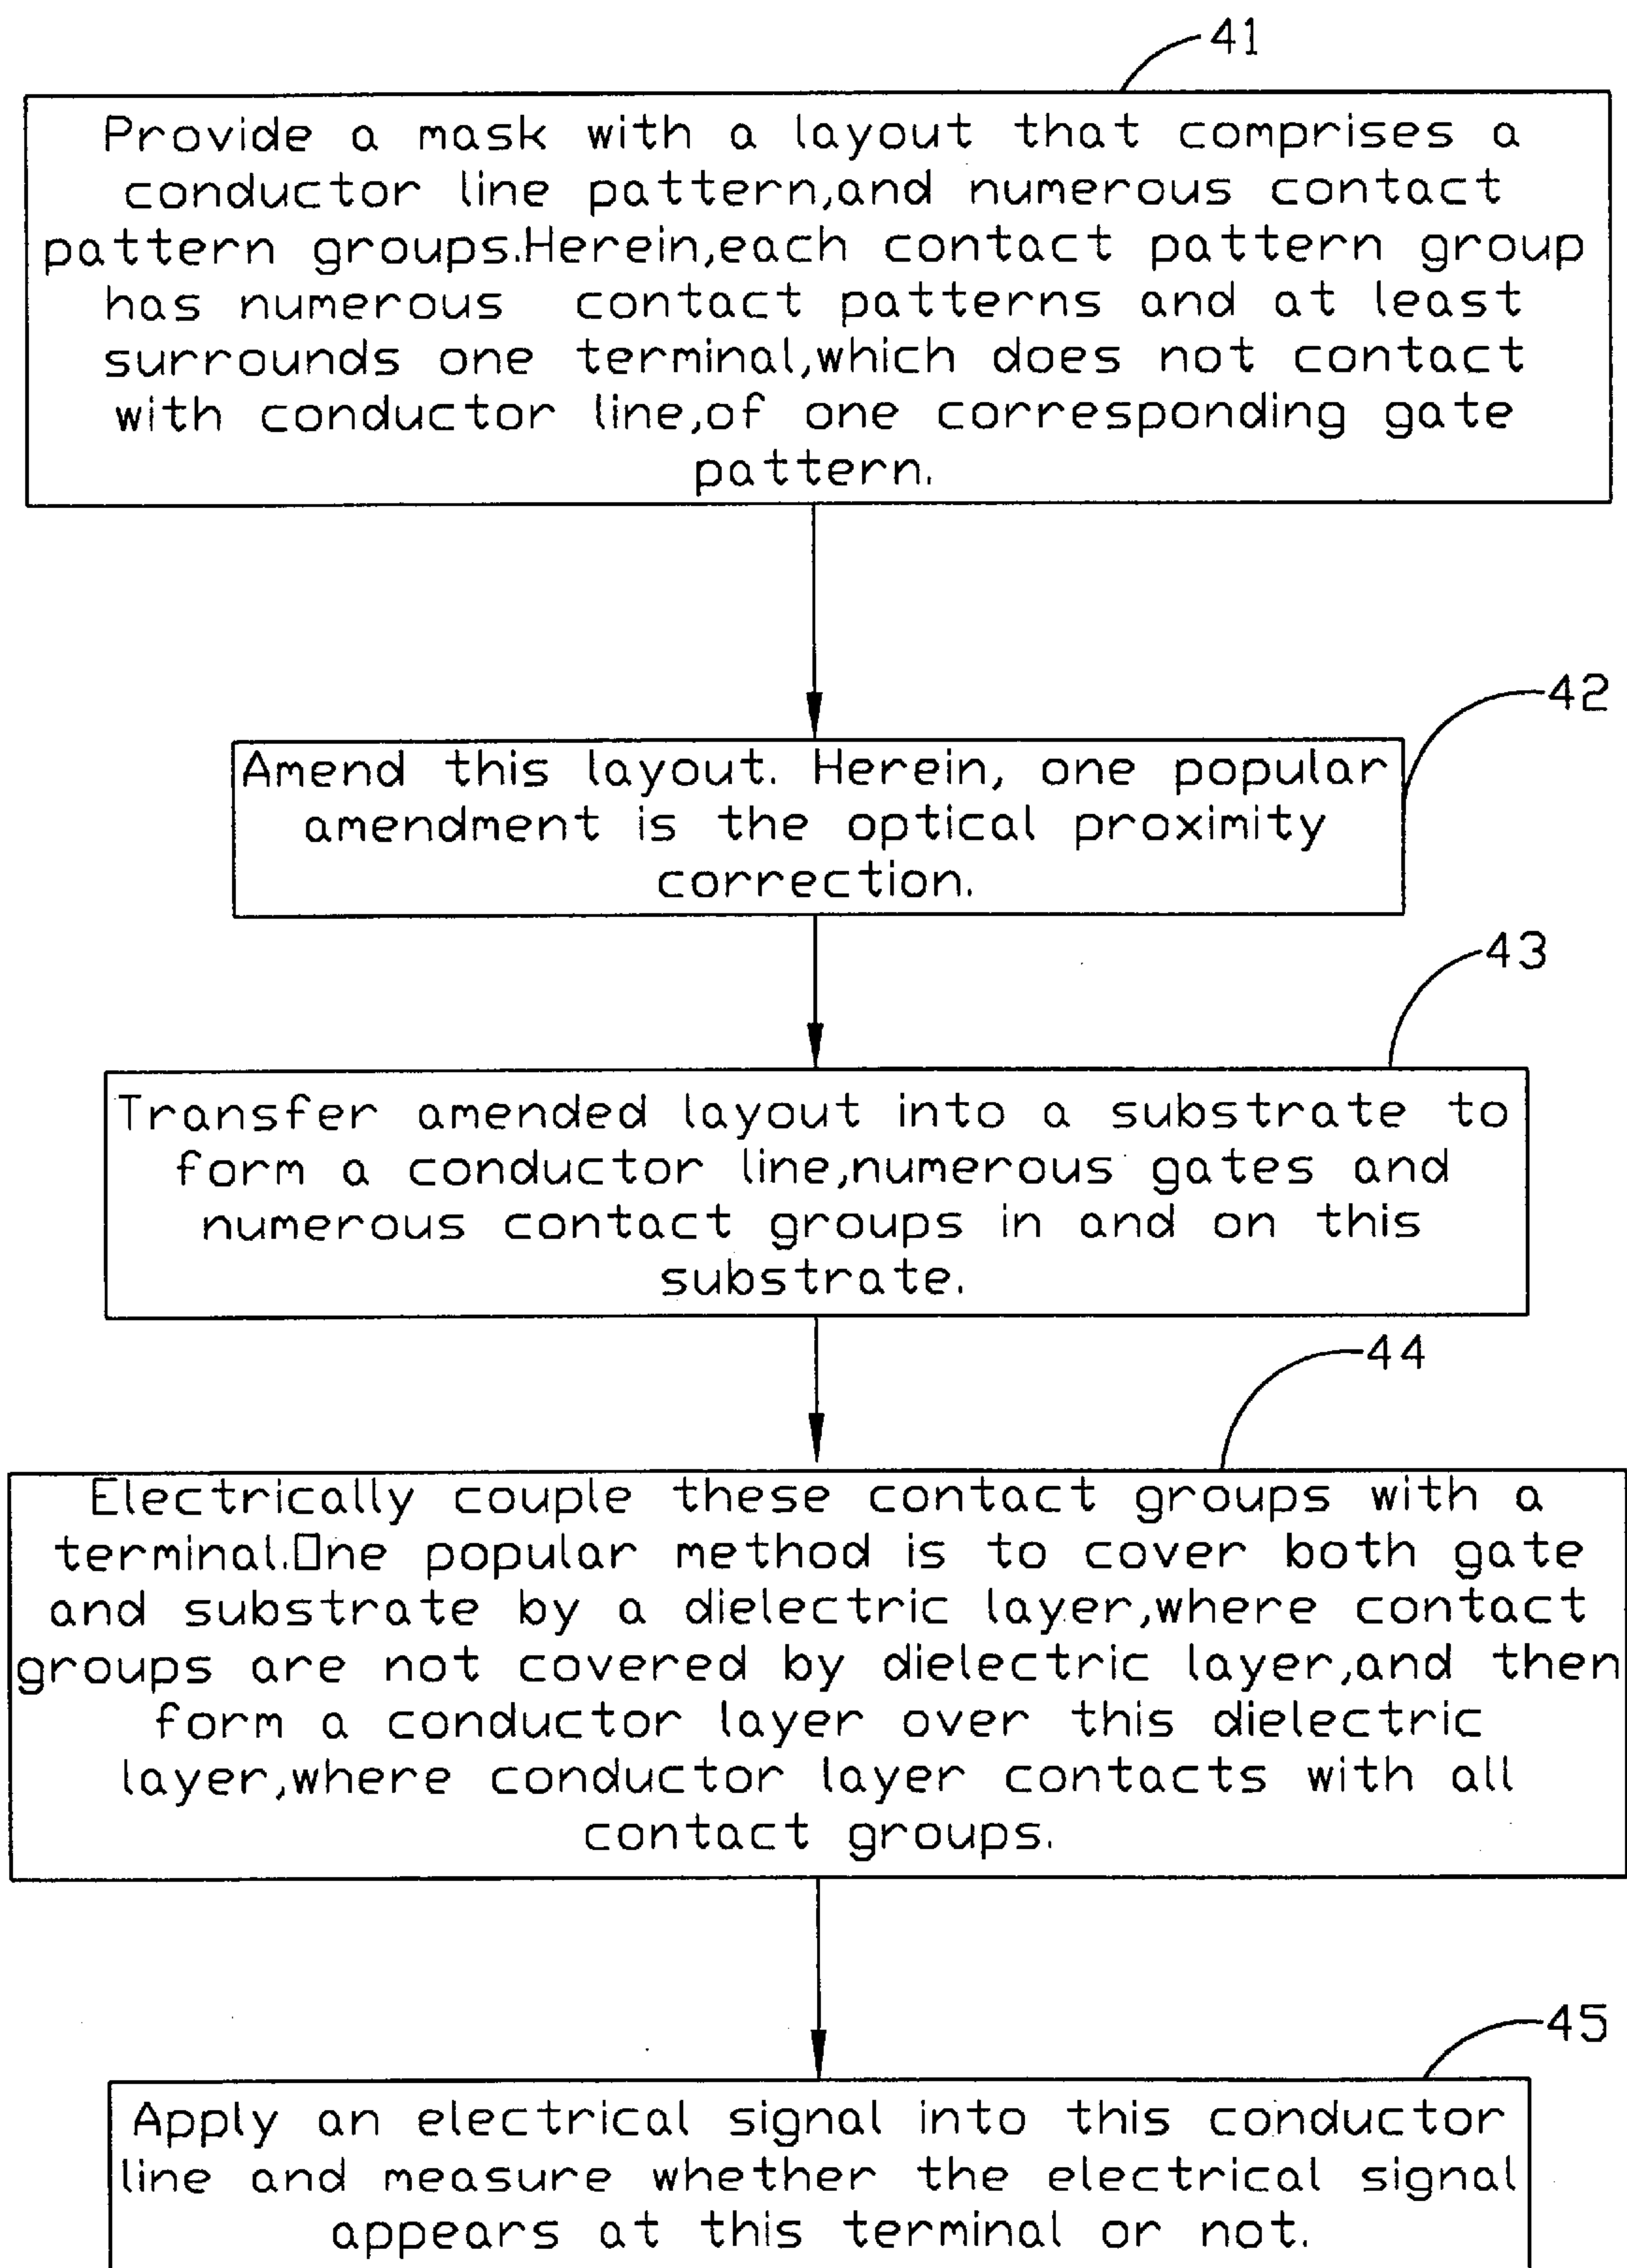 41
Provide a mask with a layout that comprises a
conductor line pattern,and numerous contact
pattern groups.Herein,each contact pattern group
has numerous contact patterns and at least
surrounds one terminal,which does not contact
with conductor line,of one corresponding gate
pattern.
42
Amend this layout. Herein, one popular
amendment is the optical proximity
correction.
43
Transfer amended layout into a substrate to
form a conductor line,numerous gates and
numerous contact groups in and on this
substrate.
44
Electrically couple these contact groups with a
terminal.One popular method is to cover both gate
and substrate by a dielectric layer,where contact
groups are not covered by dielectric layer,and then
form a conductor layer over this dielectric
layer,where conductor layer contacts with all
contact groups.
45
Apply an electrical signal into this conductor
line and measure whether the electrical signal
appears at this terminal or not.